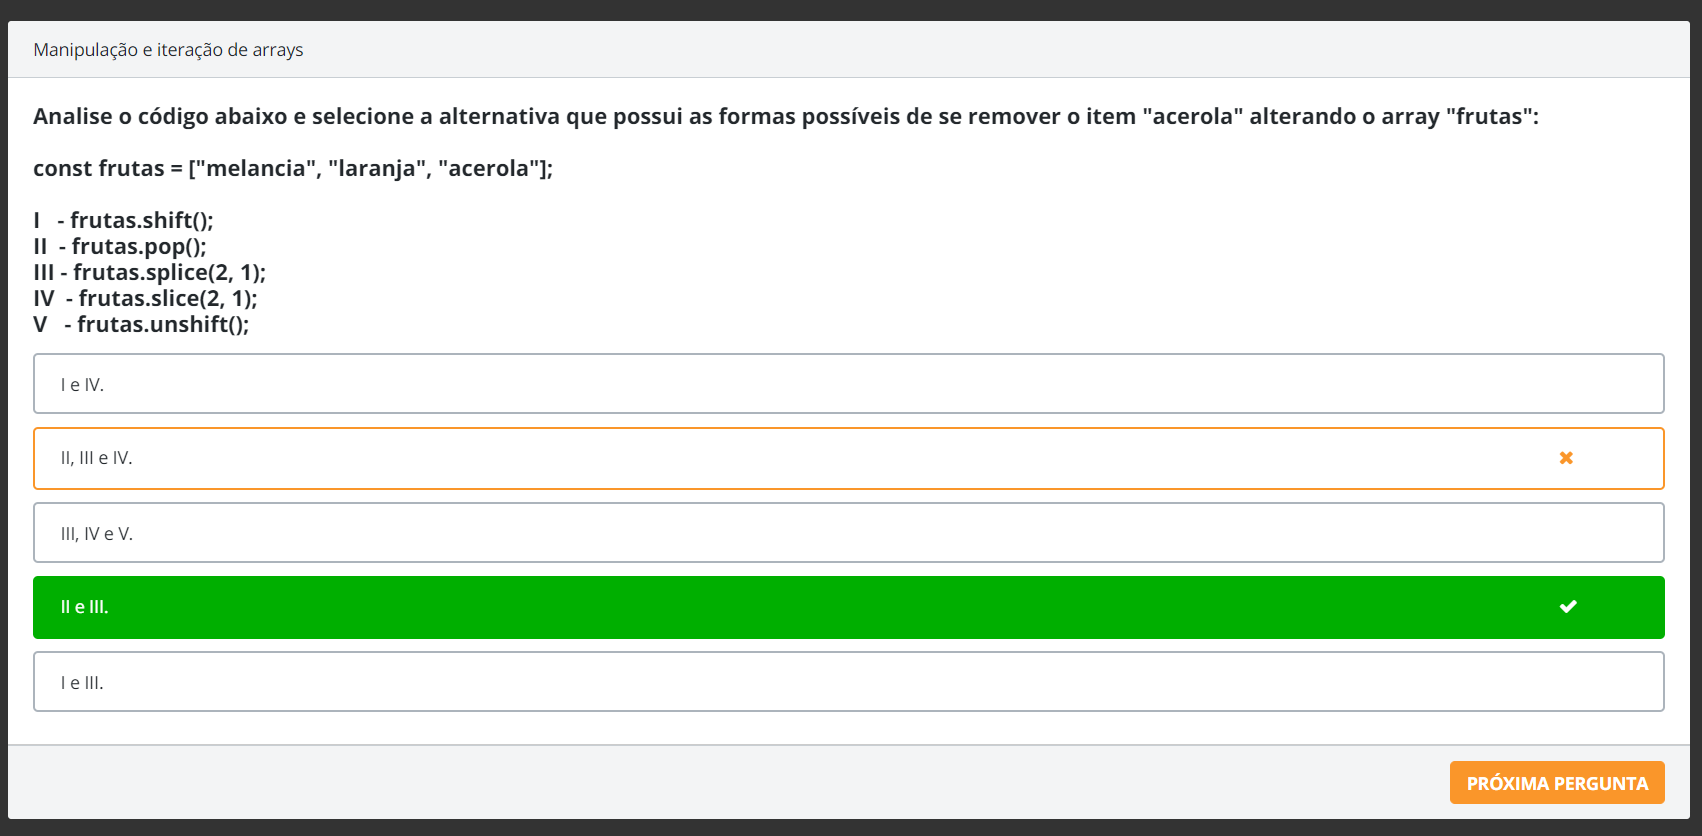 Manipulação e iteração de arrays
Analise o código abaixo e selecione a alternativa que possui as formas possíveis de se remover o item "acerola" alterando o array "frutas":
const frutas = ["melancia", "laranja", "acerola"];
I - frutas.shift();
II - frutas.pop();
III - frutas.splice(2, 1);
IV - frutas.slice(2, 1);
V - frutas.unshift();
I e IV.
II, III e IV.
III, IV e V.
II e III.
I e III.
PRÓXIMA PERGUNTA